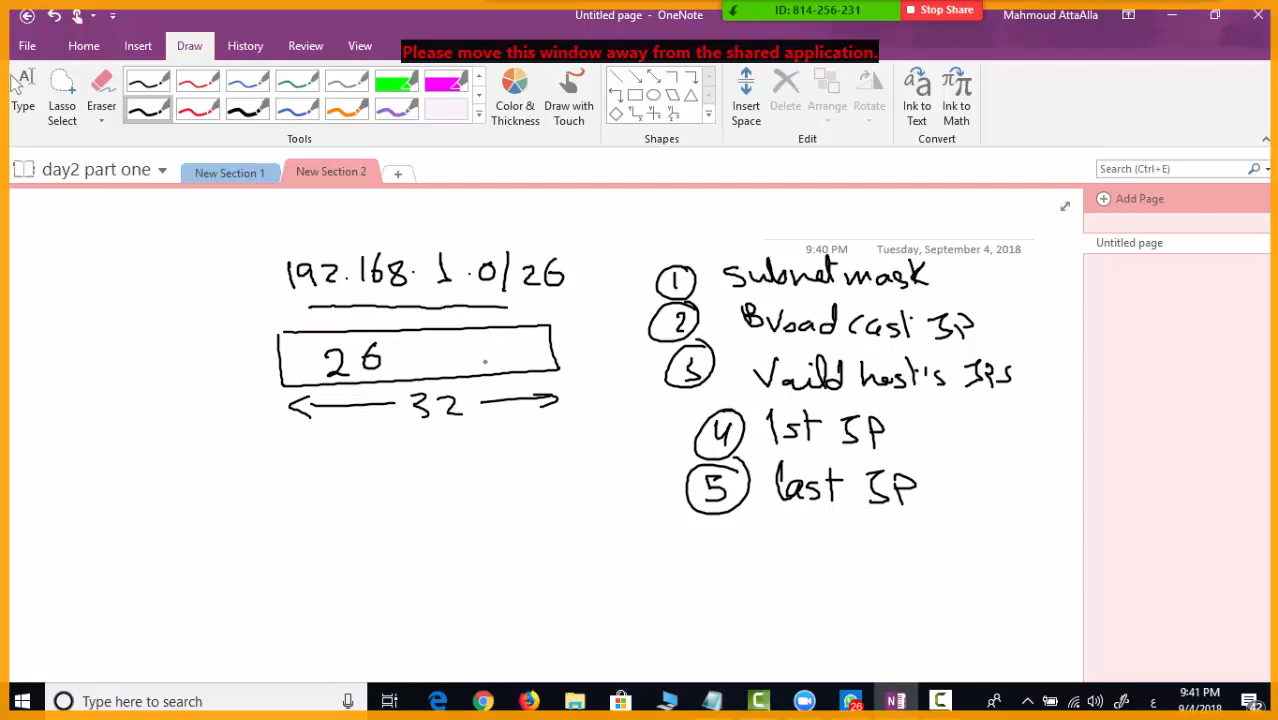 ID: 814-256-231
Stop Share
Untitled page - OneNote
Mahmoud AttaAlla
File
Home
Insert
Draw
History
Review
View
Please move this window away from the shared application.
Type
Lasso Select
Eraser
Color & Thickness
Draw with Touch
Insert Space
Delete
Arrange
Rotate
Ink to Text
Ink to Math
Tools
Shapes
Edit
Convert
day2 part one
New Section 1
New Section 2
Search (Ctrl+E)
Add Page
Untitled page
9:40 PM Tuesday, September 4, 2018
192.168.1.0/26
26
32
1 subnet mask
2 Broad cast IP
3 Vaild host's IPs
4 1st IP
5 last IP
Type here to search
26
ع
9:41 PM
9/4/2018
42